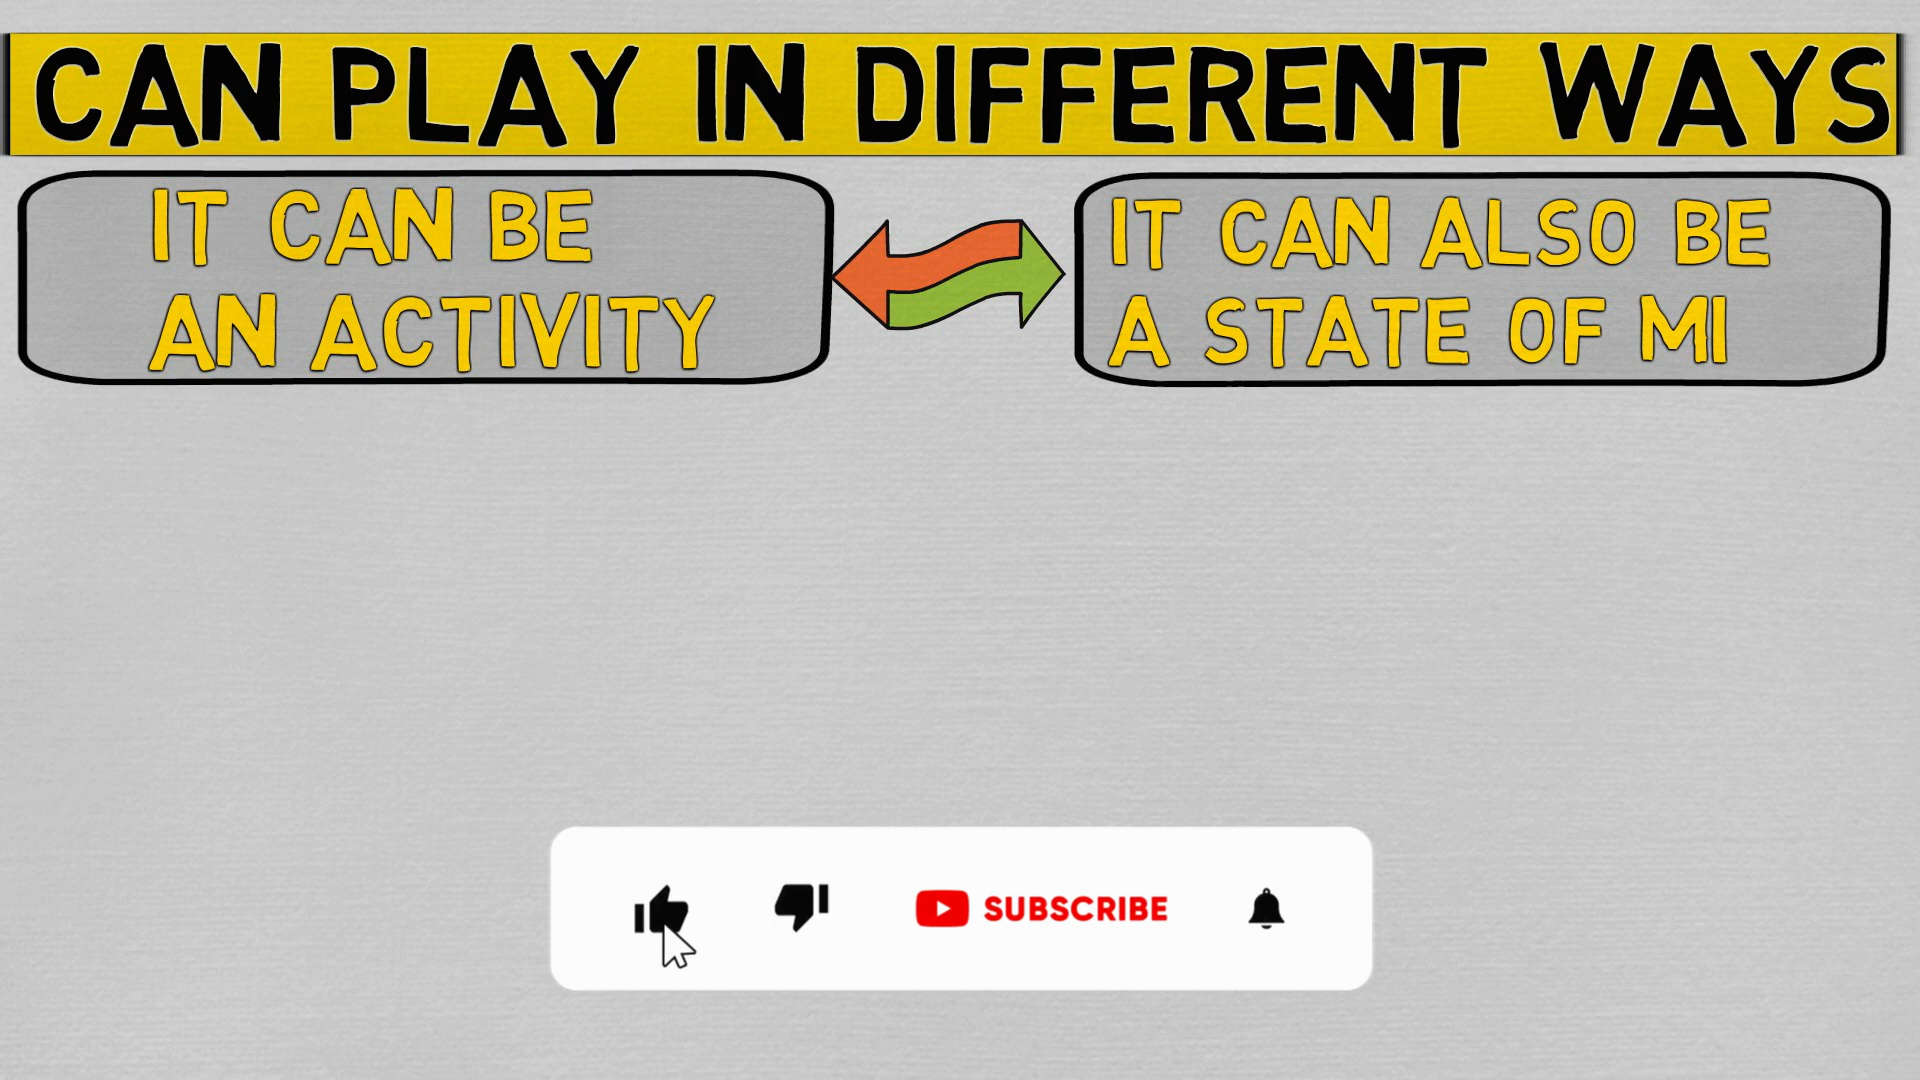 CAN PLAY IN DIFFERENT WAYS
IT CAN BE
AN ACTIVITY
IT CAN ALSO BE
A STATE OF MI
SUBSCRIBE